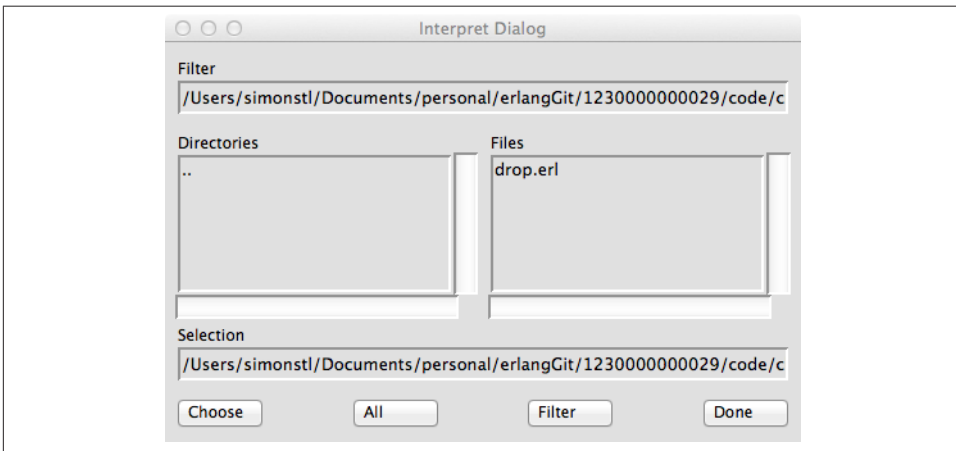 Interpret Dialog
Filter
/Users/simonstl/Documents/personal/erlangGit/1230000000029/code/c
Directories
Files
..
drop.erl
Selection
/Users/simonstl/Documents/personal/erlangGit/1230000000029/code/c
Choose
All
Filter
Done